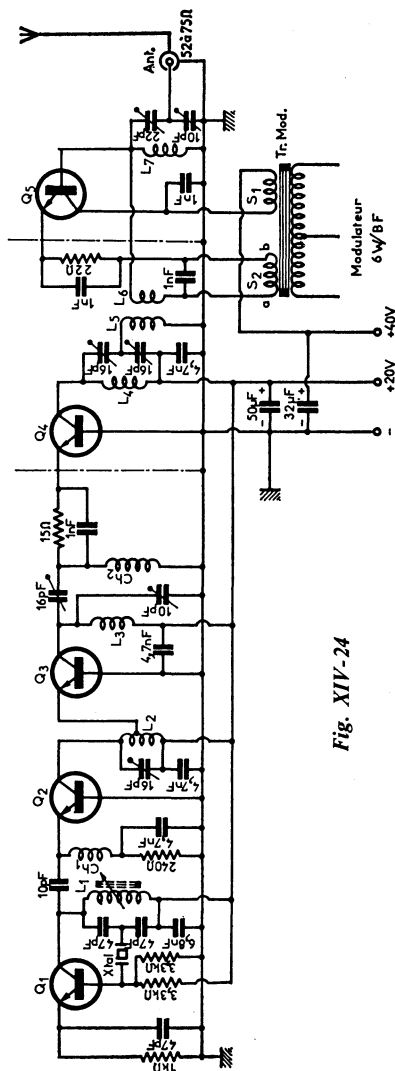 Q1
Q2
Q3
Q4
Q5
10pF
L1
Ch1
47pF
47pF
Xtal
6,8nF
3,3kΩ
3,3kΩ
47pF
1kΩ
4,7nF
240Ω
L2
16pF
4,7nF
16pF
15Ω
1nF
Ch2
L3
10pF
4,7nF
L4
16pF
16pF
4,7nF
L5
L6
1nF
22Ω
1nF
L7
22pF
10pF
1nF
Ant.
52 à 75Ω
a
b
S2
S1
Tr. Mod.
Modulateur
6W/BF
50µF
32µF
+
-
+
-
-
+20V
+40V
Fig. XIV-24